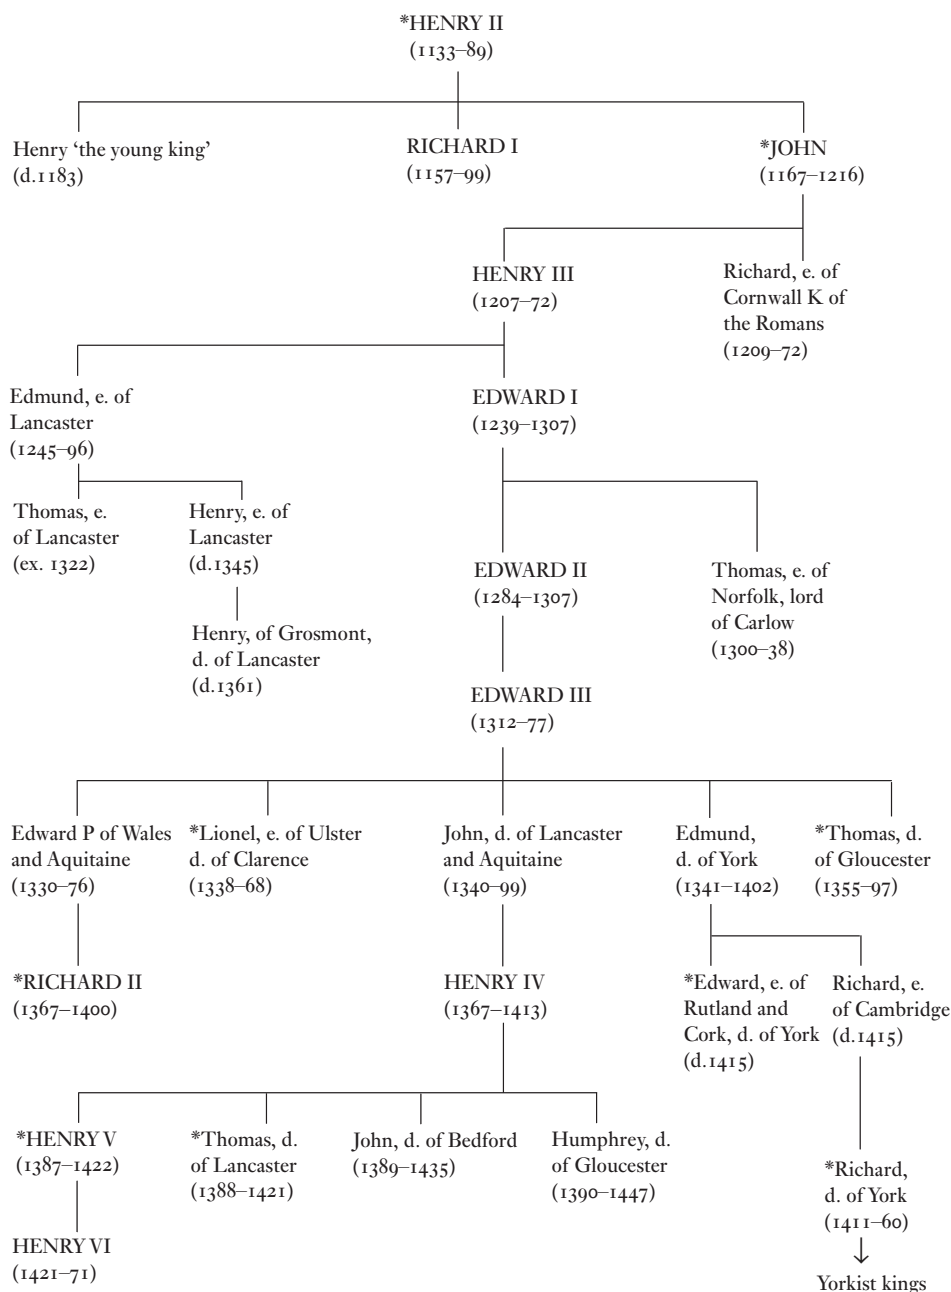 *HENRY II
(1133–89)
Henry ‘the young king’
(d.1183)
RICHARD I
(1157–99)
*JOHN
(1167–1216)
HENRY III
(1207–72)
Richard, e. of
Cornwall K of
the Romans
(1209–72)
Edmund, e. of
Lancaster
(1245–96)
EDWARD I
(1239–1307)
Thomas, e.
of Lancaster
(ex. 1322)
Henry, e. of
Lancaster
(d.1345)
Henry, of Grosmont,
d. of Lancaster
(d.1361)
EDWARD II
(1284–1307)
Thomas, e. of
Norfolk, lord
of Carlow
(1300–38)
EDWARD III
(1312–77)
Edward P of Wales
and Aquitaine
(1330–76)
*Lionel, e. of Ulster
d. of Clarence
(1338–68)
John, d. of Lancaster
and Aquitaine
(1340–99)
Edmund,
d. of York
(1341–1402)
*Thomas, d.
of Gloucester
(1355–97)
*RICHARD II
(1367–1400)
HENRY IV
(1367–1413)
*Edward, e. of
Rutland and
Cork, d. of York
(d.1415)
Richard, e.
of Cambridge
(d.1415)
*HENRY V
(1387–1422)
*Thomas, d.
of Lancaster
(1388–1421)
John, d. of Bedford
(1389–1435)
Humphrey, d.
of Gloucester
(1390–1447)
*Richard,
d. of York
(1411–60)
HENRY VI
(1421–71)
Yorkist kings